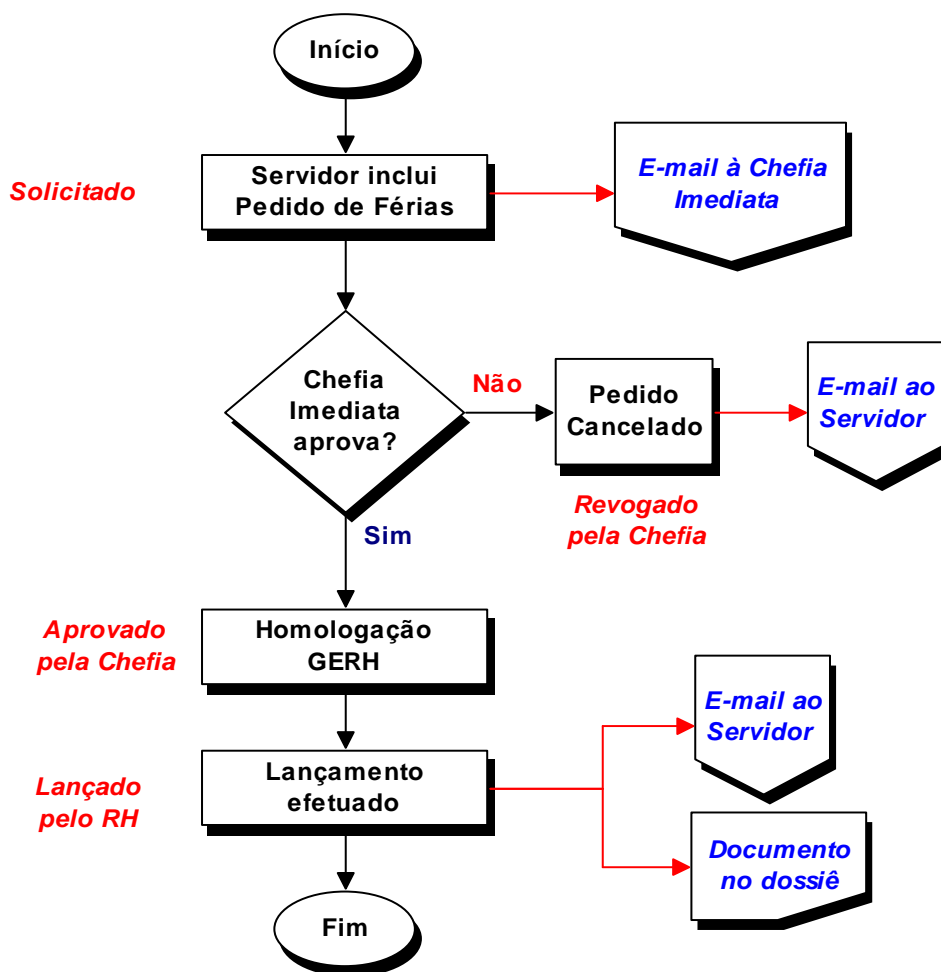 Início
Solicitado
Servidor inclui
Pedido de Férias
E-mail à Chefia
Imediata
Chefia
Imediata
aprova?
Não
Pedido
Cancelado
E-mail ao
Servidor
Revogado
pela Chefia
Sim
Aprovado
pela Chefia
Homologação
GERH
E-mail ao
Servidor
Lançado
pelo RH
Lançamento
efetuado
Documento
no dossiê
Fim